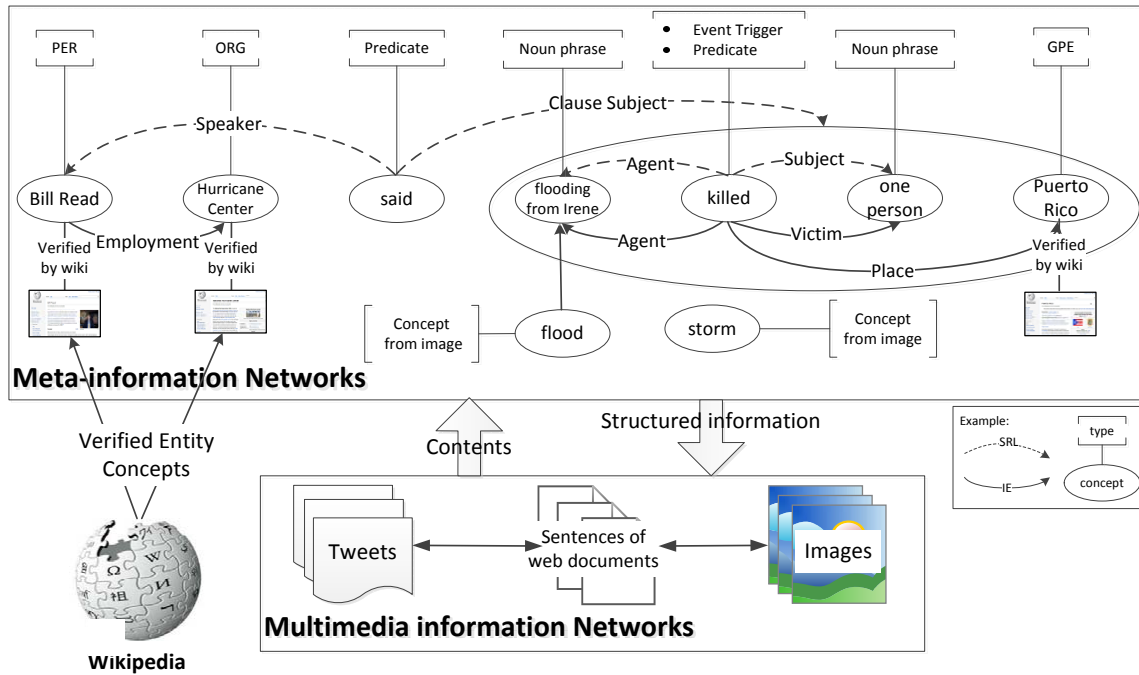 PER
ORG
Predicate
Noun phrase
• Event Trigger
• Predicate
Noun phrase
GPE
Clause Subject
Speaker
Agent
Subject
Bill Read
Hurricane
Center
said
flooding
from Irene
killed
one
person
Puerto
Rico
Employment
Agent
Victim
Place
Verified
by wiki
Verified
by wiki
Verified
by wiki
Concept
from image
flood
storm
Concept
from image
Meta-information Networks
Verified Entity
Concepts
Contents
Structured information
Example:
SRL
IE
type
concept
Tweets
Sentences of
web documents
Images
Multimedia information Networks
Wikipedia